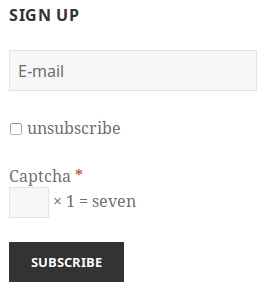 SIGN UP
E-mail
unsubscribe
Captcha *
× 1 = seven
SUBSCRIBE